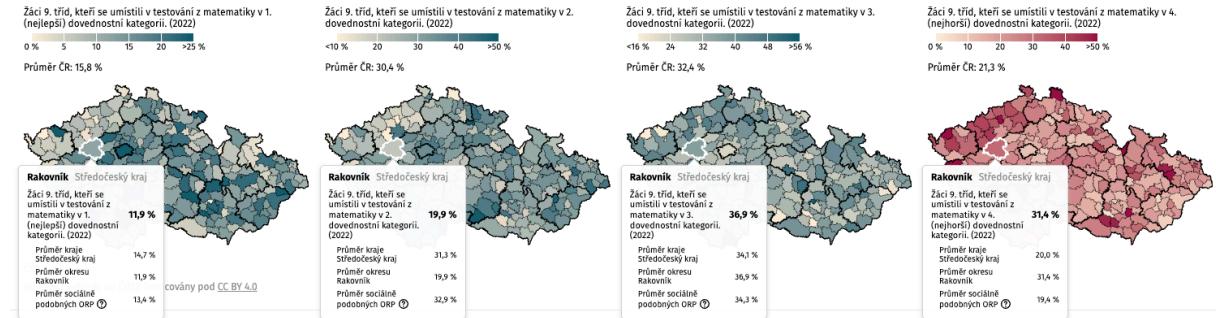 Žáci 9. tříd, kteří se umístili v testování z matematiky v 1.
(nejlepší) dovednostní kategorii. (2022)
0 % 5 10 15 20 >25 %
Průměr ČR: 15,8 %
Rakovník Středočeský kraj
Žáci 9. tříd, kteří se
umístili v testování z
matematiky v 1. 11,9 %
(nejlepší) dovednostní
kategorii. (2022)
Průměr kraje
Středočeský kraj 14,7 %
Průměr okresu
Rakovník 11,9 %
Průměr sociálně
podobných ORP ? 13,4 %
covány pod CC BY 4.0
Žáci 9. tříd, kteří se umístili v testování z matematiky v 2.
dovednostní kategorii. (2022)
<10 % 20 30 40 >50 %
Průměr ČR: 30,4 %
Rakovník Středočeský kraj
Žáci 9. tříd, kteří se
umístili v testování z
matematiky v 2. 19,9 %
dovednostní kategorii.
(2022)
Průměr kraje
Středočeský kraj 31,3 %
Průměr okresu
Rakovník 19,9 %
Průměr sociálně
podobných ORP ? 32,9 %
Žáci 9. tříd, kteří se umístili v testování z matematiky v 3.
dovednostní kategorii. (2022)
<16 % 24 32 40 48 >56 %
Průměr ČR: 32,4 %
Rakovník Středočeský kraj
Žáci 9. tříd, kteří se
umístili v testování z
matematiky v 3. 36,9 %
dovednostní kategorii.
(2022)
Průměr kraje
Středočeský kraj 34,1 %
Průměr okresu
Rakovník 36,9 %
Průměr sociálně
podobných ORP ? 34,3 %
Žáci 9. tříd, kteří se umístili v testování z matematiky v 4.
(nejhorší) dovednostní kategorii. (2022)
0 % 10 20 30 40 >50 %
Průměr ČR: 21,3 %
Rakovník Středočeský kraj
Žáci 9. tříd, kteří se
umístili v testování z
matematiky v 4. 31,4 %
(nejhorší) dovednostní
kategorii. (2022)
Průměr kraje
Středočeský kraj 20,0 %
Průměr okresu
Rakovník 31,4 %
Průměr sociálně
podobných ORP ? 19,4 %